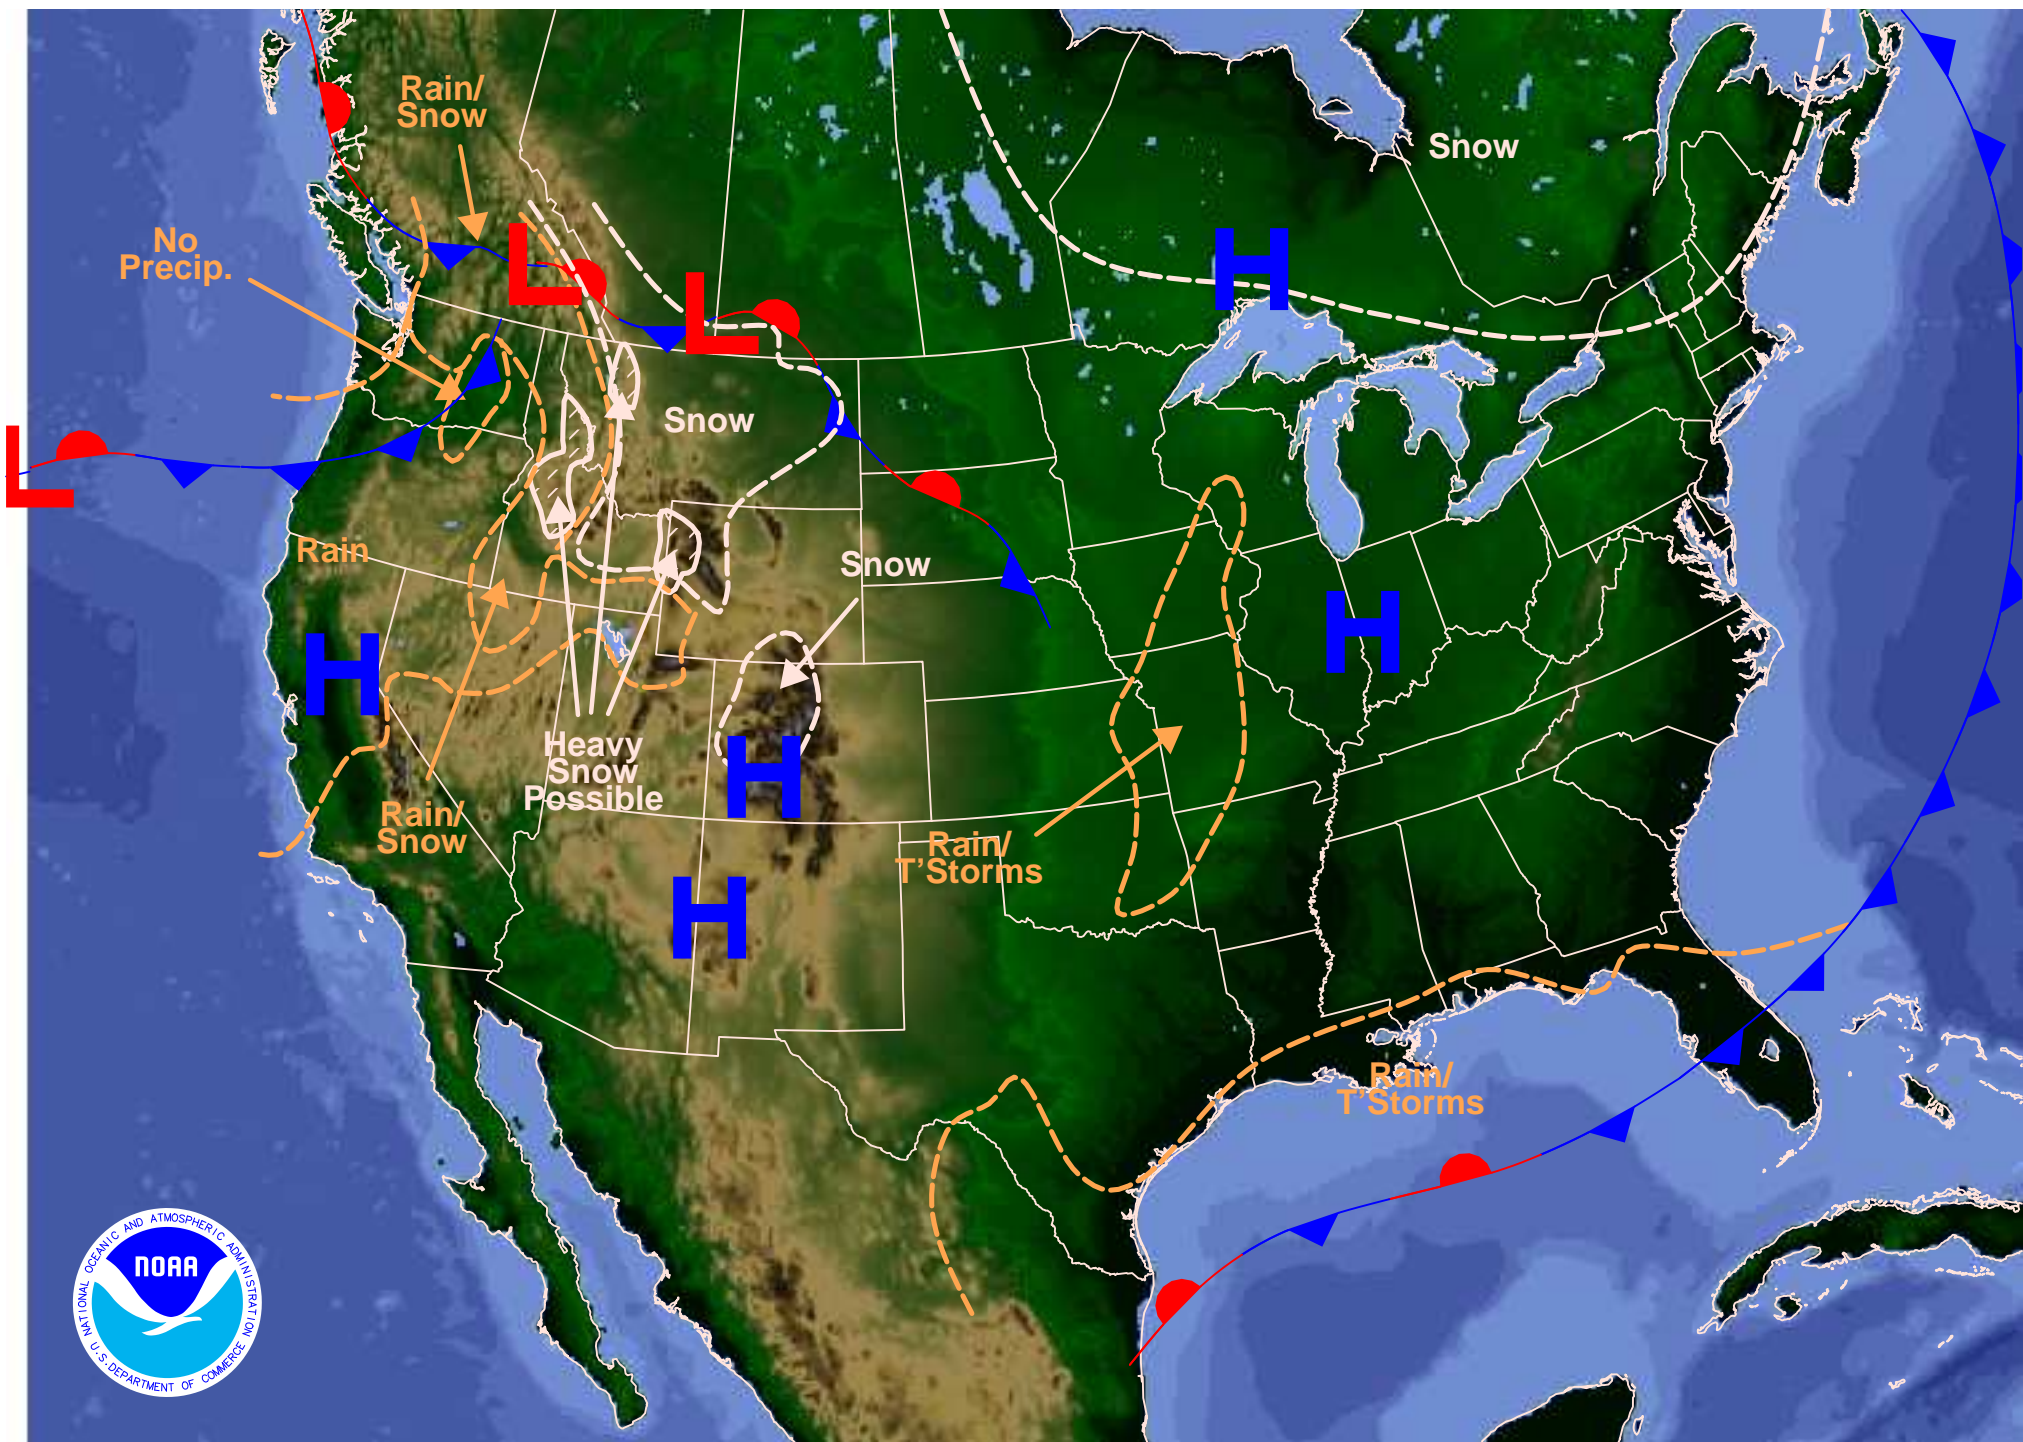 Rain/
Snow
Snow
No
Precip.
H
L
L
Snow
L
Rain
Snow
H
H
Heavy
Snow
Possible
H
Rain/
Snow
Rain/
T'Storms
H
Rain/
T'Storms
NATIONAL OCEANIC AND ATMOSPHERIC ADMINISTRATION
NOAA
U.S. DEPARTMENT OF COMMERCE